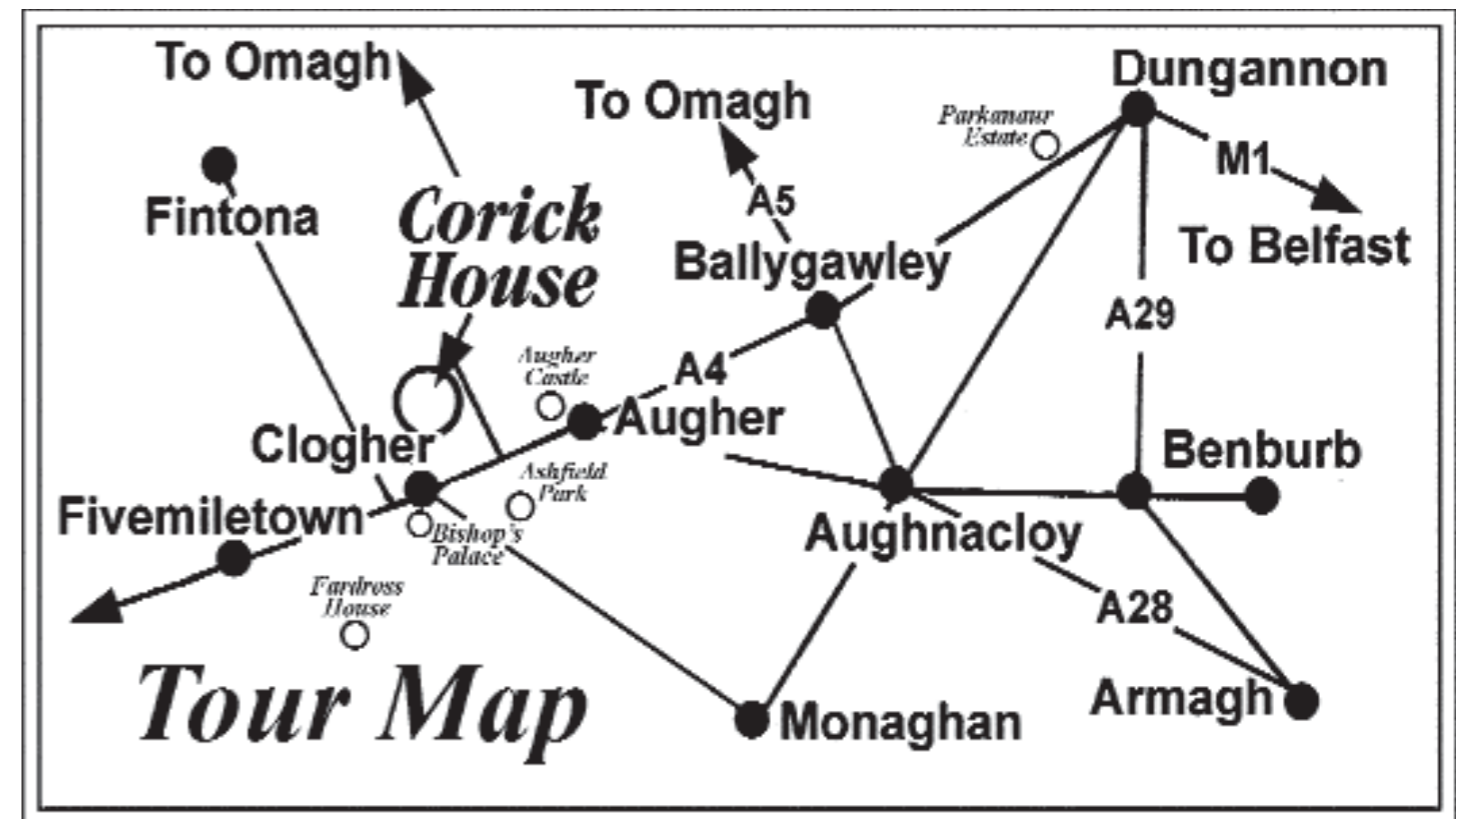 To Omagh
To Omagh
Dungannon
Parkanaur
Estate
M1
To Belfast
Fintona
Corick
House
A5
Ballygawley
A29
Augher
Castle
A4
Augher
Clogher
Ashfield
Park
Benburb
Fivemiletown
Bishop's
Palace
Aughnacloy
Fardross
House
A28
Tour Map
Monaghan
Armagh